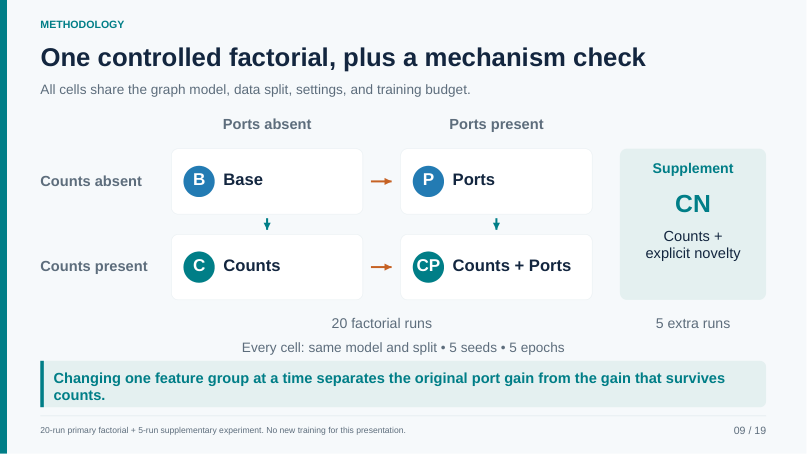 METHODOLOGY
One controlled factorial, plus a mechanism check
All cells share the graph model, data split, settings, and training budget.
Ports absent
Ports present
Counts absent
B Base
P Ports
Counts present
C Counts
CP Counts + Ports
Supplement
CN
Counts +
explicit novelty
20 factorial runs
5 extra runs
Every cell: same model and split • 5 seeds • 5 epochs
Changing one feature group at a time separates the original port gain from the gain that survives
counts.
20-run primary factorial + 5-run supplementary experiment. No new training for this presentation.
09 / 19